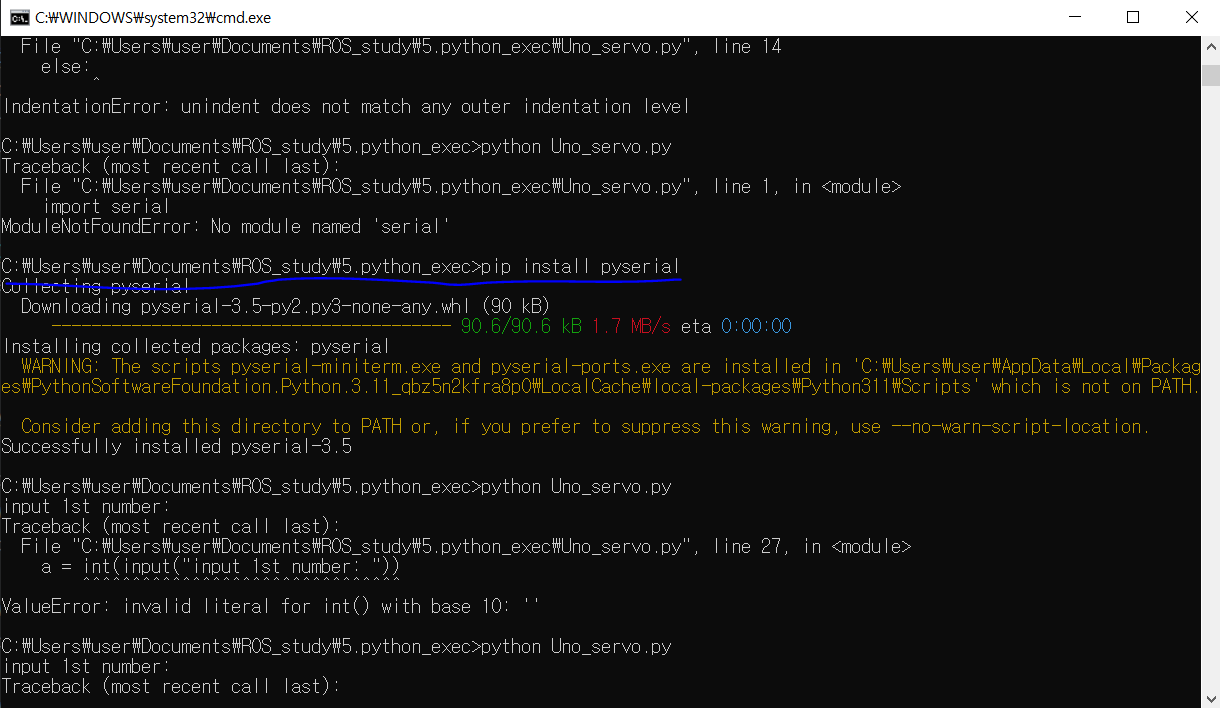 C:₩WINDOWS₩system32₩cmd.exe
File "C:₩Users₩user₩Documents₩ROS_study₩5.python_exec₩Uno_servo.py", line 14
else:
^
IndentationError: unindent does not match any outer indentation level
C:₩Users₩user₩Documents₩ROS_study₩5.python_exec>python Uno_servo.py
Traceback (most recent call last):
File "C:₩Users₩user₩Documents₩ROS_study₩5.python_exec₩Uno_servo.py", line 1, in <module>
import serial
ModuleNotFoundError: No module named 'serial'
C:₩Users₩user₩Documents₩ROS_study₩5.python_exec>pip install pyserial
Collecting pyserial
Downloading pyserial-3.5-py2.py3-none-any.whl (90 kB)
---------------------------------------- 90.6/90.6 kB 1.7 MB/s eta 0:00:00
Installing collected packages: pyserial
WARNING: The scripts pyserial-miniterm.exe and pyserial-ports.exe are installed in 'C:₩Users₩user₩AppData₩Local₩Packag
es₩PythonSoftwareFoundation.Python.3.11_qbz5n2kfra8p0₩LocalCache₩local-packages₩Python311₩Scripts' which is not on PATH.
Consider adding this directory to PATH or, if you prefer to suppress this warning, use --no-warn-script-location.
Successfully installed pyserial-3.5
C:₩Users₩user₩Documents₩ROS_study₩5.python_exec>python Uno_servo.py
input 1st number:
Traceback (most recent call last):
File "C:₩Users₩user₩Documents₩ROS_study₩5.python_exec₩Uno_servo.py", line 27, in <module>
a = int(input("input 1st number: "))
^^^^^^^^^^^^^^^^^^^^^^^^^^^^^^^^
ValueError: invalid literal for int() with base 10: ''
C:₩Users₩user₩Documents₩ROS_study₩5.python_exec>python Uno_servo.py
input 1st number:
Traceback (most recent call last):